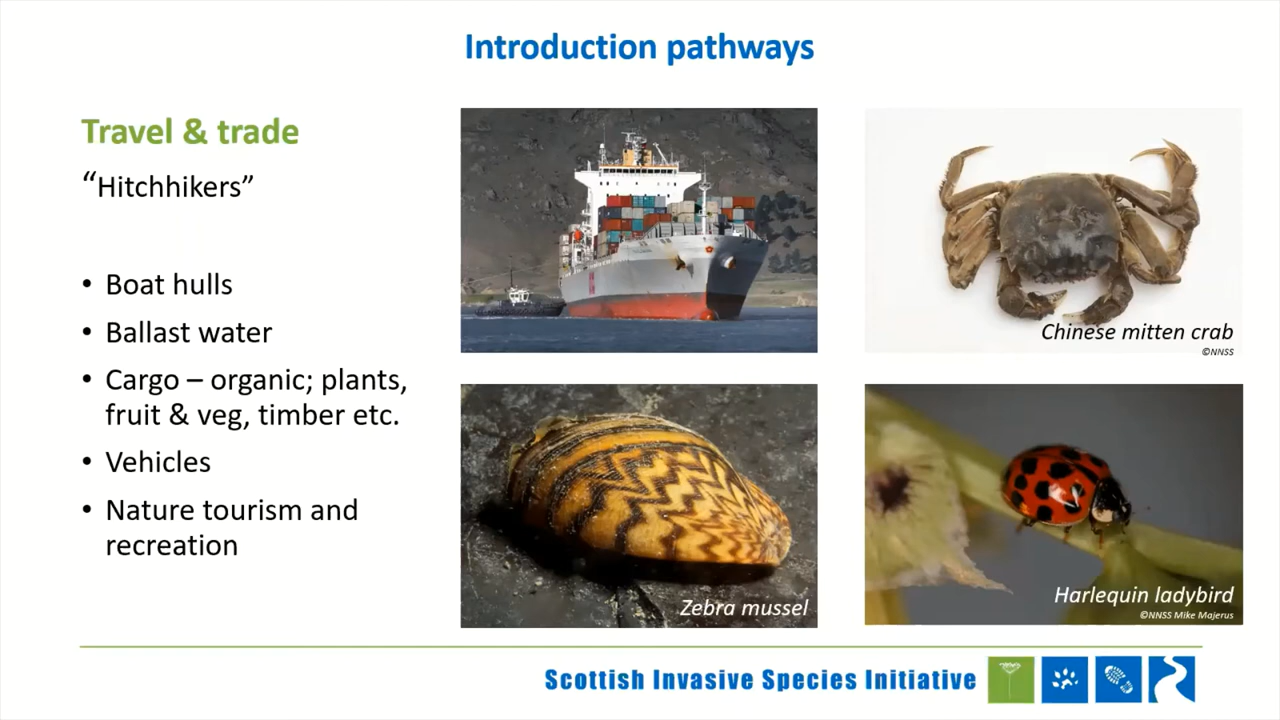 Introduction pathways
Travel & trade
“Hitchhikers”
• Boat hulls
• Ballast water
• Cargo – organic; plants,
fruit & veg, timber etc.
• Vehicles
• Nature tourism and
recreation
Chinese mitten crab
©NNSS
Zebra mussel
Harlequin ladybird
©NNSS Mike Majerus
Scottish Invasive Species Initiative